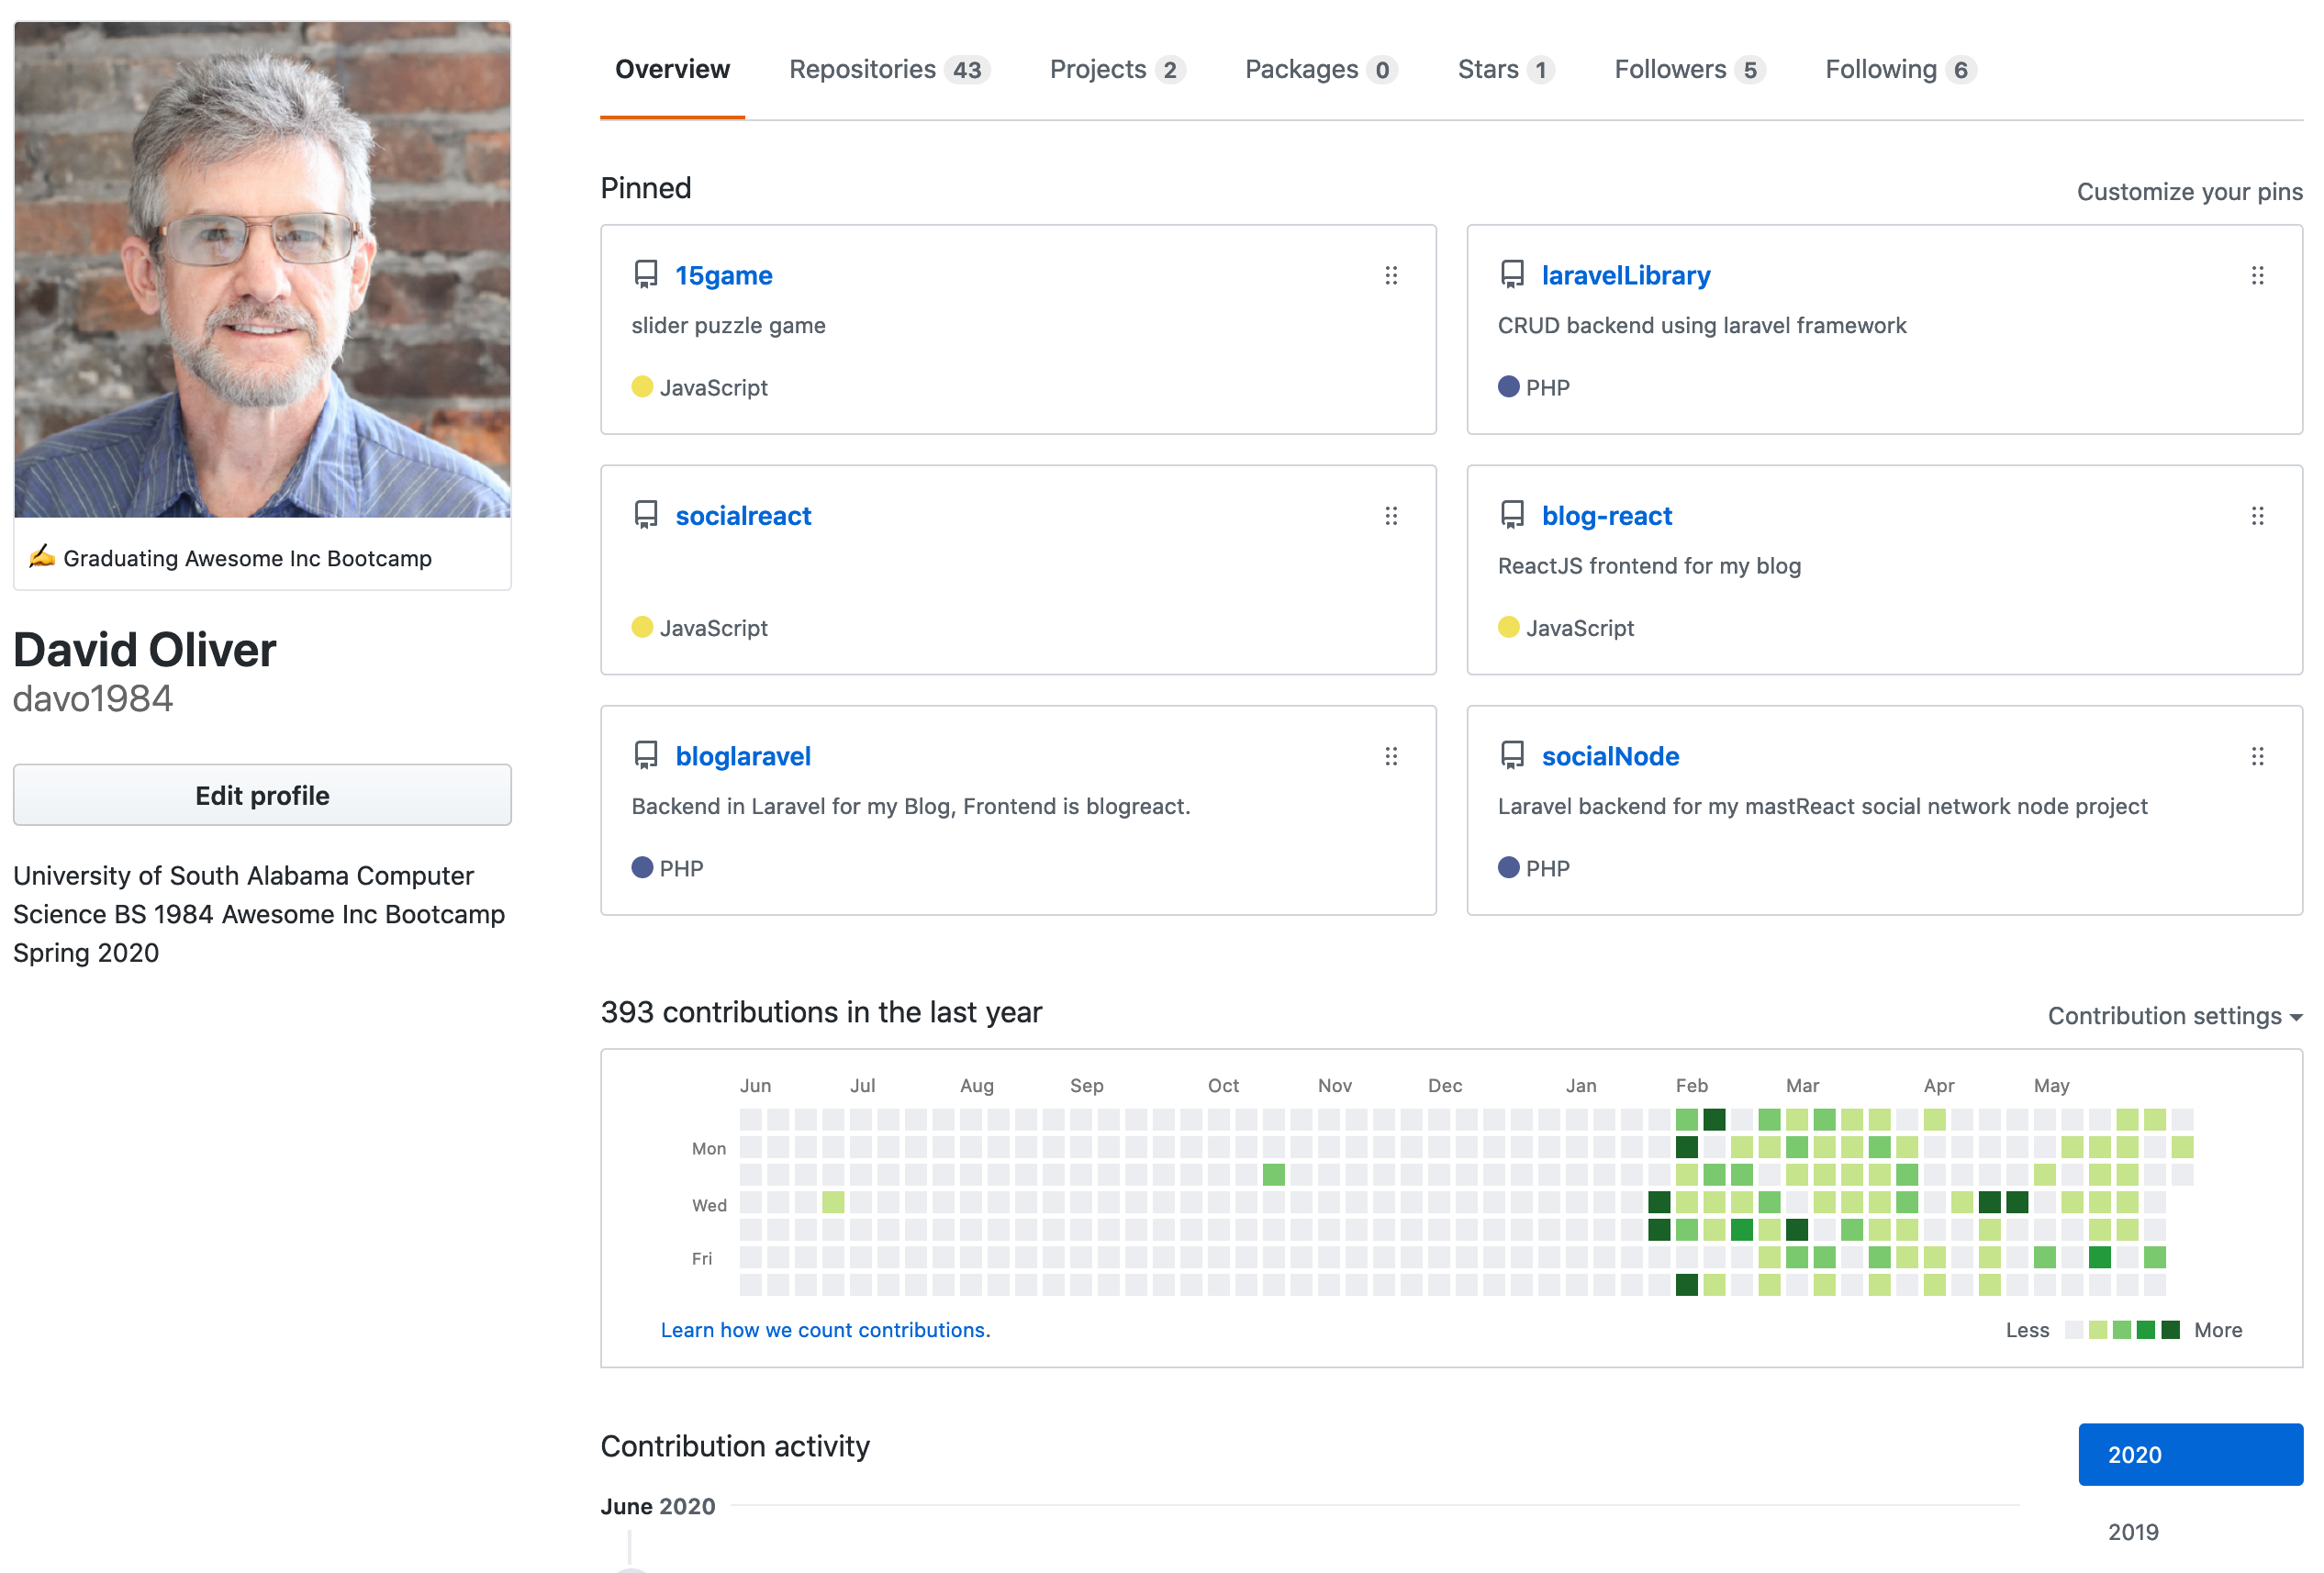 Overview Repositories 43 Projects 2 Packages 0 Stars 1 Followers 5 Following 6
Graduating Awesome Inc Bootcamp
David Oliver
davo1984
Edit profile
University of South Alabama Computer
Science BS 1984 Awesome Inc Bootcamp
Spring 2020
Pinned
Customize your pins
15game
slider puzzle game
JavaScript
laravelLibrary
CRUD backend using laravel framework
PHP
socialreact
JavaScript
blog-react
ReactJS frontend for my blog
JavaScript
bloglaravel
Backend in Laravel for my Blog, Frontend is blogreact.
PHP
socialNode
Laravel backend for my mastReact social network node project
PHP
393 contributions in the last year
Contribution settings
Jun Jul Aug Sep Oct Nov Dec Jan Feb Mar Apr May
Mon
Wed
Fri
Learn how we count contributions.
Less More
Contribution activity
2020
June 2020
2019